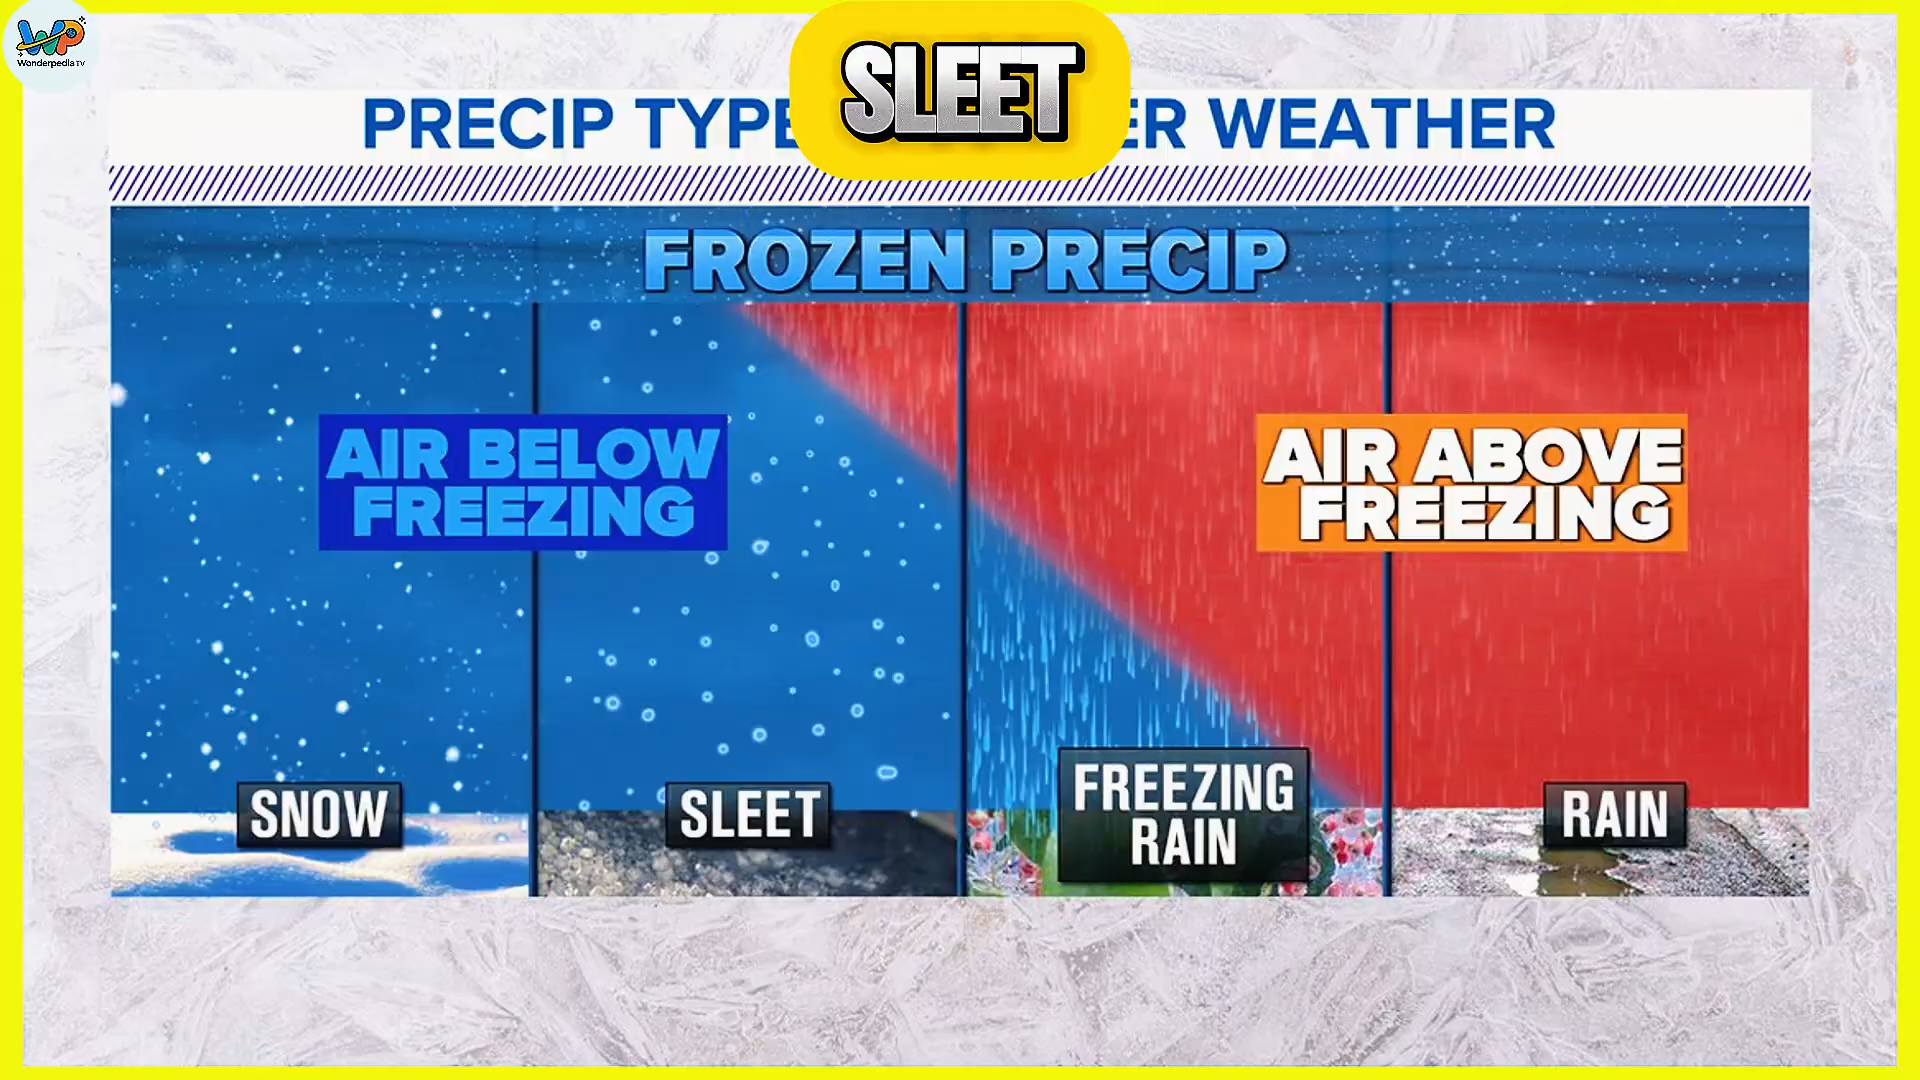 WP
Wonderpedia TV
SLEET
PRECIP TYPE ER WEATHER
FROZEN PRECIP
AIR BELOW
FREEZING
AIR ABOVE
FREEZING
SNOW
SLEET
FREEZING
RAIN
RAIN